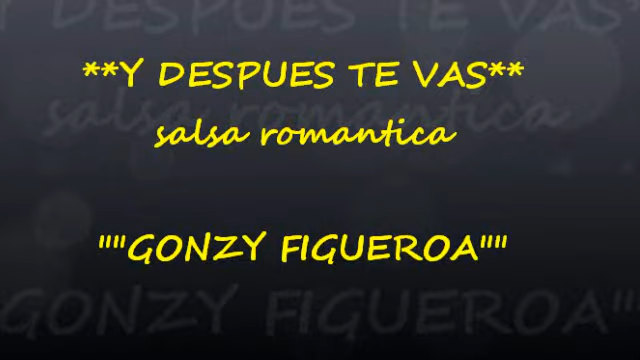 **Y DESPUES TE VAS**
salsa romantica
""GONZY FIGUEROA""